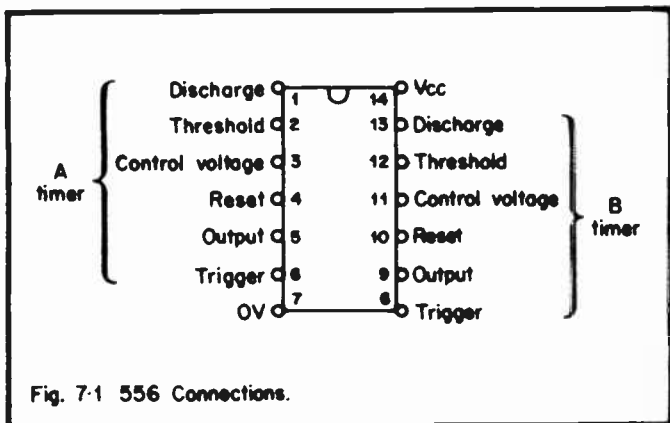 Discharge 1 14 Vcc
Threshold 2 13 Discharge
Control voltage 3 12 Threshold
A
timer
Reset 4 11 Control voltage
B
timer
Output 5 10 Reset
Trigger 6 9 Output
0V 7 8 Trigger
Fig. 7·1 556 Connections.